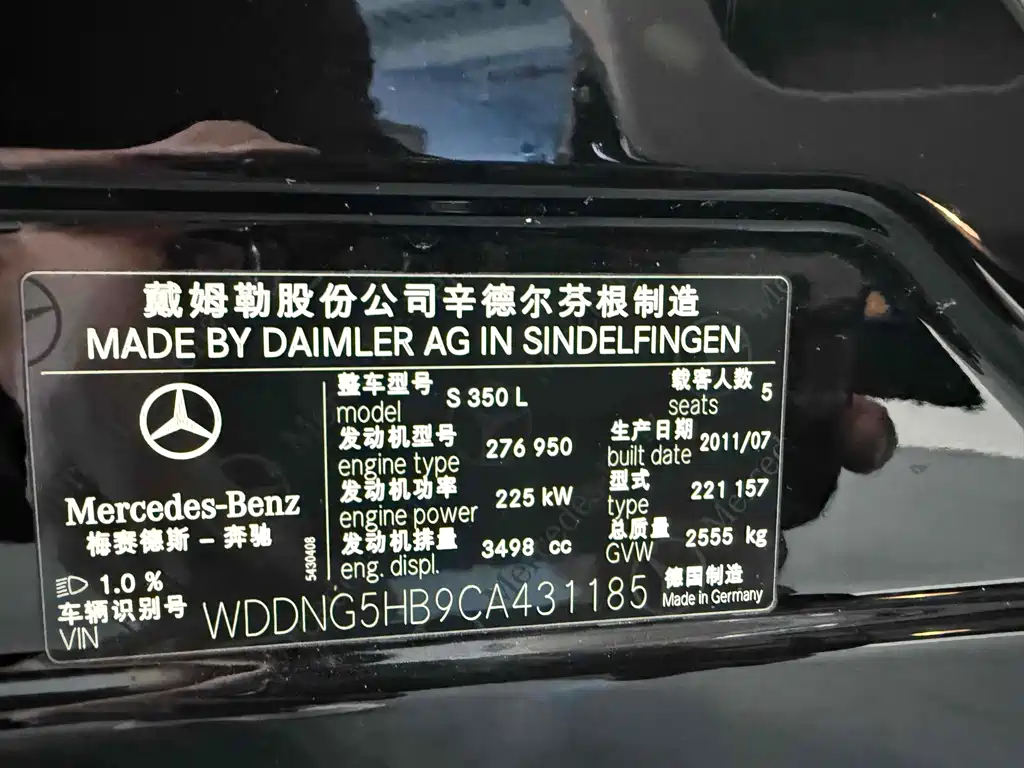 戴姆勒股份公司辛德尔芬根制造
MADE BY DAIMLER AG IN SINDELFINGEN
Mercedes-Benz
梅赛德斯 - 奔驰
1.0 %
5430408
整车型号
model
S 350 L
载客人数
seats
5
发动机型号
engine type
276 950
生产日期
built date
2011/07
发动机功率
engine power
225 kW
型式
type
221 157
发动机排量
eng. displ.
3498 cc
总质量
GVW
2555 kg
车辆识别号
VIN
WDDNG5HB9CA431185
德国制造
Made in Germany